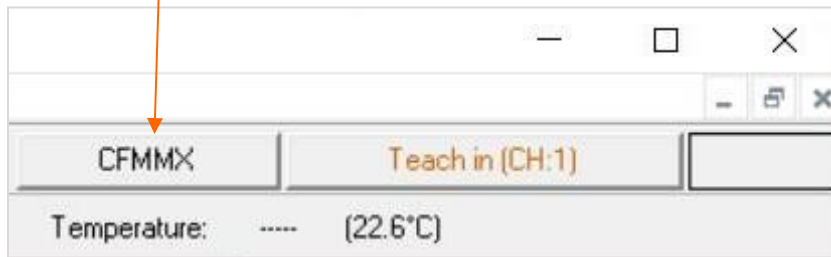 CFMMX Teach in (CH:1)
Temperature: ----- (22.6°C)